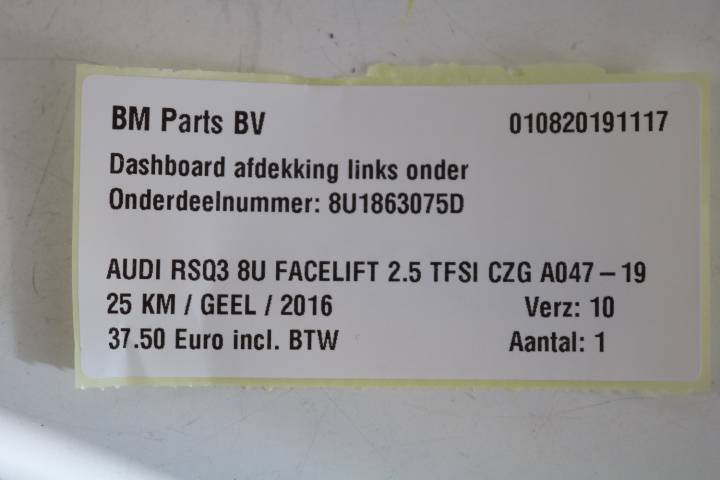 BM Parts BV 010820191117
Dashboard afdekking links onder
Onderdeelnummer: 8U1863075D
AUDI RSQ3 8U FACELIFT 2.5 TFSI CZG A047-19
25 KM / GEEL / 2016 Verz: 10
37.50 Euro incl. BTW Aantal: 1